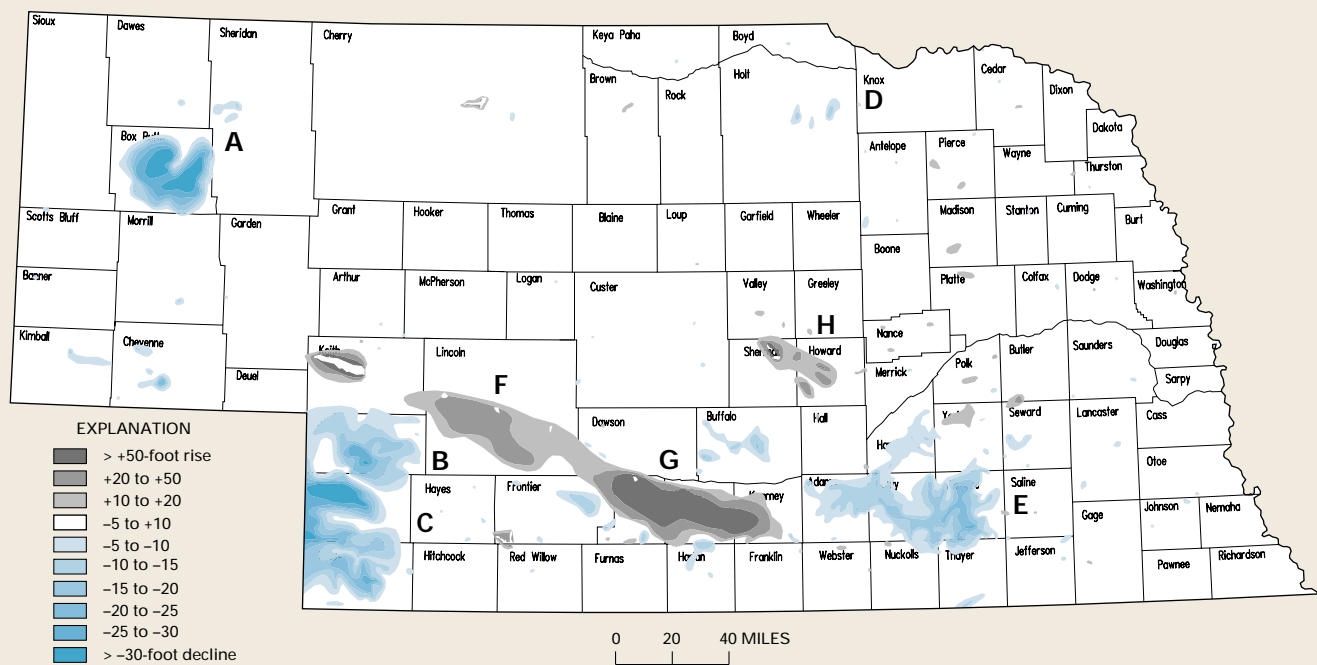 Sioux
Dawes
Sheridan
Cherry
Keya Paha
Boyd
Brown
Rock
Holt
Knox
D
Cedar
Dixon
Dakota
Box
A
Antelope
Pierce
Wayne
Thurston
Scotts Bluff
Morrill
Garden
Grant
Hooker
Thomas
Blaine
Loup
Garfield
Wheeler
Madison
Stanton
Cuming
Burt
Boone
Banner
Arthur
McPherson
Logan
Custer
Valley
Greeley
Platte
Colfax
Dodge
Washington
Kimball
Cheyenne
Deuel
Keith
Lincoln
H
Howard
Nance
Merrick
Polk
Butler
Saunders
Douglas
Sarpy
F
Dawson
Buffalo
Hall
Seward
Lancaster
Cass
Otoe
B
G
Hayes
Frontier
C
Saline
E
Gage
Johnson
Nemaha
Hitchcock
Red Willow
Furnas
Franklin
Webster
Nuckolls
Thayer
Jefferson
Pawnee
Richardson
EXPLANATION
> +50-foot rise
+20 to +50
+10 to +20
–5 to +10
–5 to –10
–10 to –15
–15 to –20
–20 to –25
–25 to –30
> –30-foot decline
0 20 40 MILES